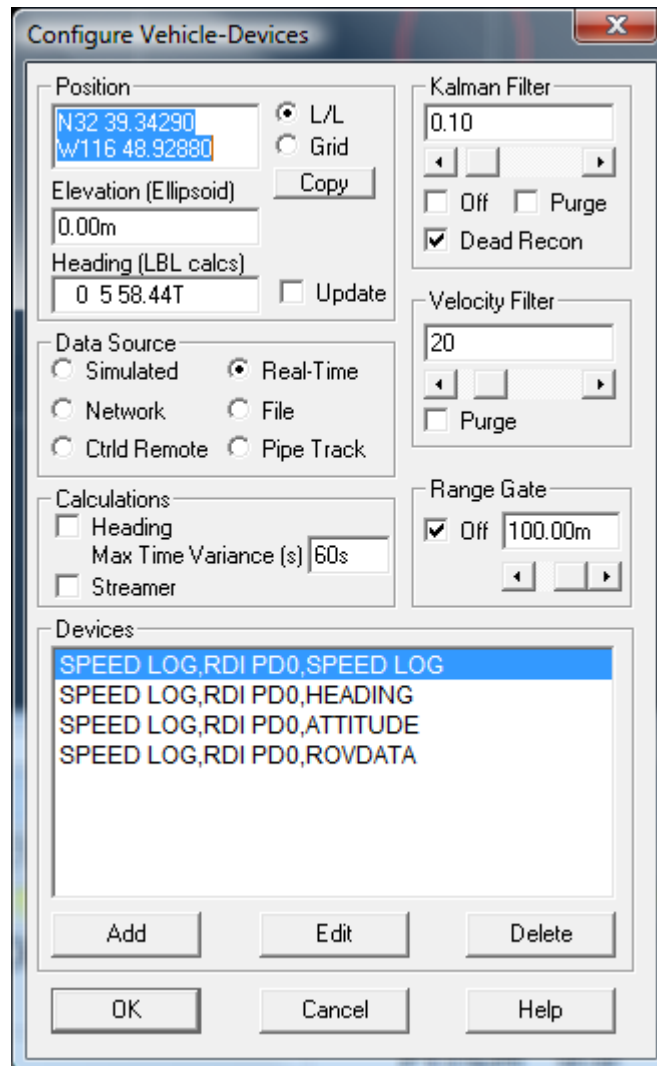 Configure Vehicle-Devices
Position
N32 39.34290
W116 48.92880
L/L
Grid
Copy
Elevation (Ellipsoid)
0.00m
Heading (LBL calcs)
0 5 58.44T
Update
Kalman Filter
0.10
Off
Purge
Dead Recon
Velocity Filter
20
Purge
Data Source
Simulated
Real-Time
Network
File
Ctrld Remote
Pipe Track
Calculations
Heading
Max Time Variance (s) 60s
Streamer
Range Gate
Off 100.00m
Devices
SPEED LOG,RDI PD0,SPEED LOG
SPEED LOG,RDI PD0,HEADING
SPEED LOG,RDI PD0,ATTITUDE
SPEED LOG,RDI PD0,ROVDATA
Add
Edit
Delete
OK
Cancel
Help